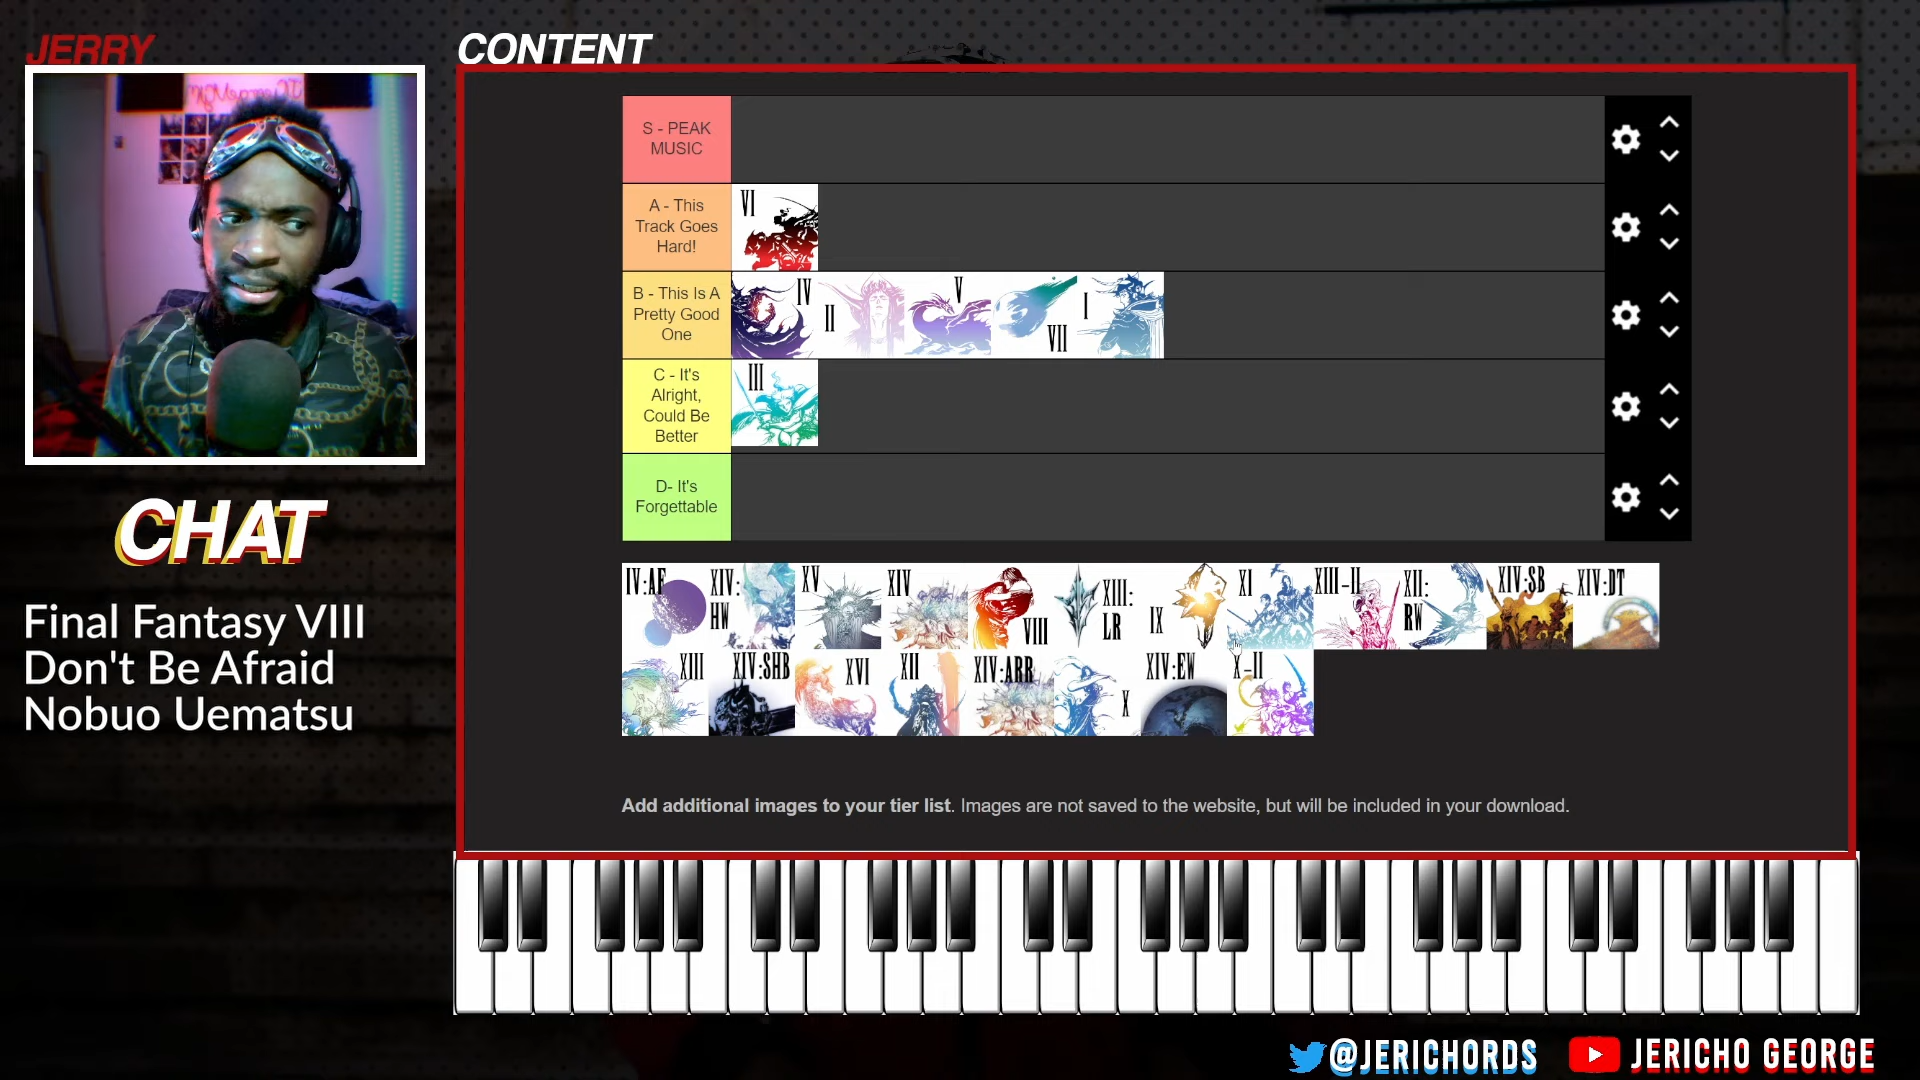 JERRY
CONTENT
S - PEAK
MUSIC
A - This
Track Goes
Hard!
VI
B - This Is A
Pretty Good
One
IV
II
V
VII
I
C - It's
Alright,
Could Be
Better
III
D- It's
Forgettable
CHAT
Final Fantasy VIII
Don't Be Afraid
Nobuo Uematsu
IV:AF
XIV:
HW
XV
XIV
VIII
XIII:
LR
IX
XI
XIII-II
XII:
RW
XIV:SB
XIV:DT
XIII
XIV:SHB
XVI
XII
XIV:ARR
X
XIV:EW
X-II
Add additional images to your tier list. Images are not saved to the website, but will be included in your download.
@JERICHORDS
JERICHO GEORGE